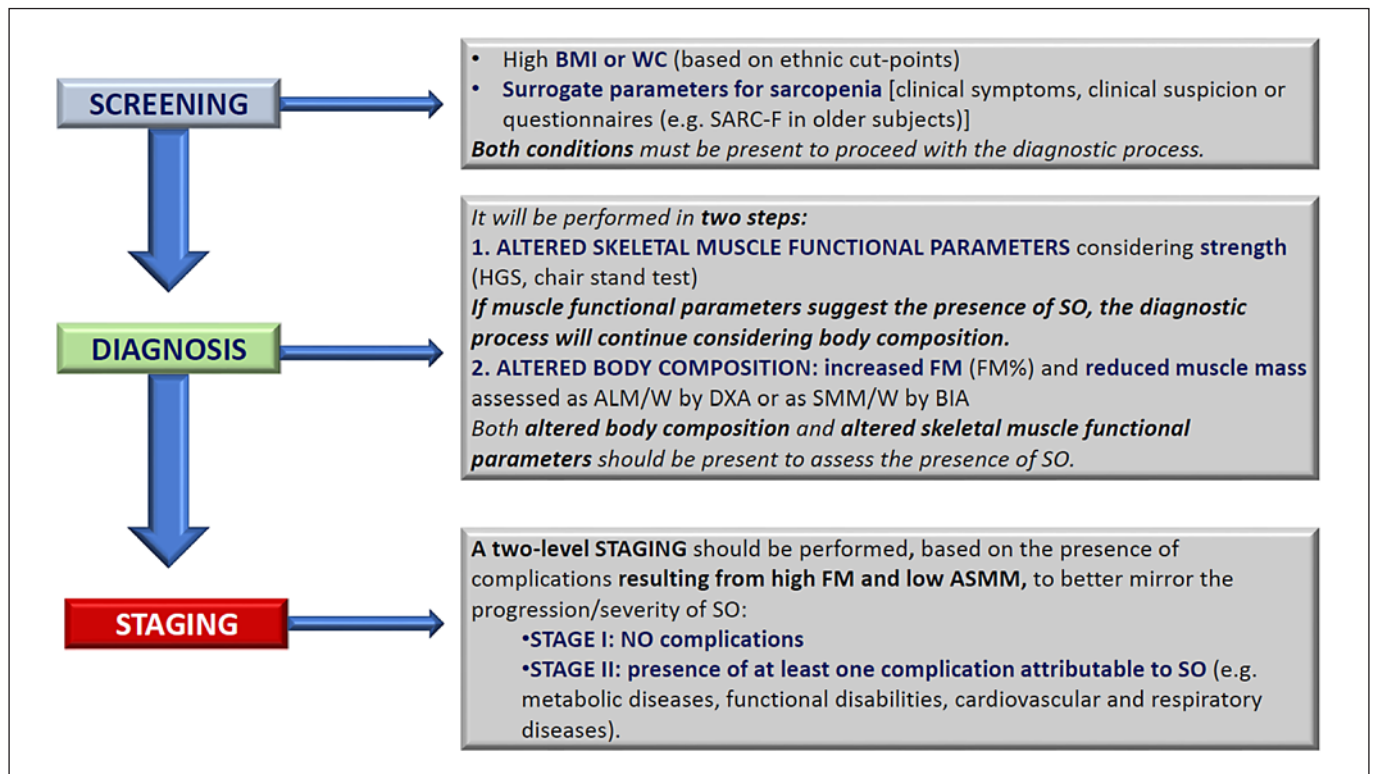 SCREENING
• High BMI or WC (based on ethnic cut-points)
• Surrogate parameters for sarcopenia [clinical symptoms, clinical suspicion or
questionnaires (e.g. SARC-F in older subjects)]
Both conditions must be present to proceed with the diagnostic process.
DIAGNOSIS
It will be performed in two steps:
1. ALTERED SKELETAL MUSCLE FUNCTIONAL PARAMETERS considering strength
(HGS, chair stand test)
If muscle functional parameters suggest the presence of SO, the diagnostic
process will continue considering body composition.
2. ALTERED BODY COMPOSITION: increased FM (FM%) and reduced muscle mass
assessed as ALM/W by DXA or as SMM/W by BIA
Both altered body composition and altered skeletal muscle functional
parameters should be present to assess the presence of SO.
STAGING
A two-level STAGING should be performed, based on the presence of
complications resulting from high FM and low ASMM, to better mirror the
progression/severity of SO:
•STAGE I: NO complications
•STAGE II: presence of at least one complication attributable to SO (e.g.
metabolic diseases, functional disabilities, cardiovascular and respiratory
diseases).